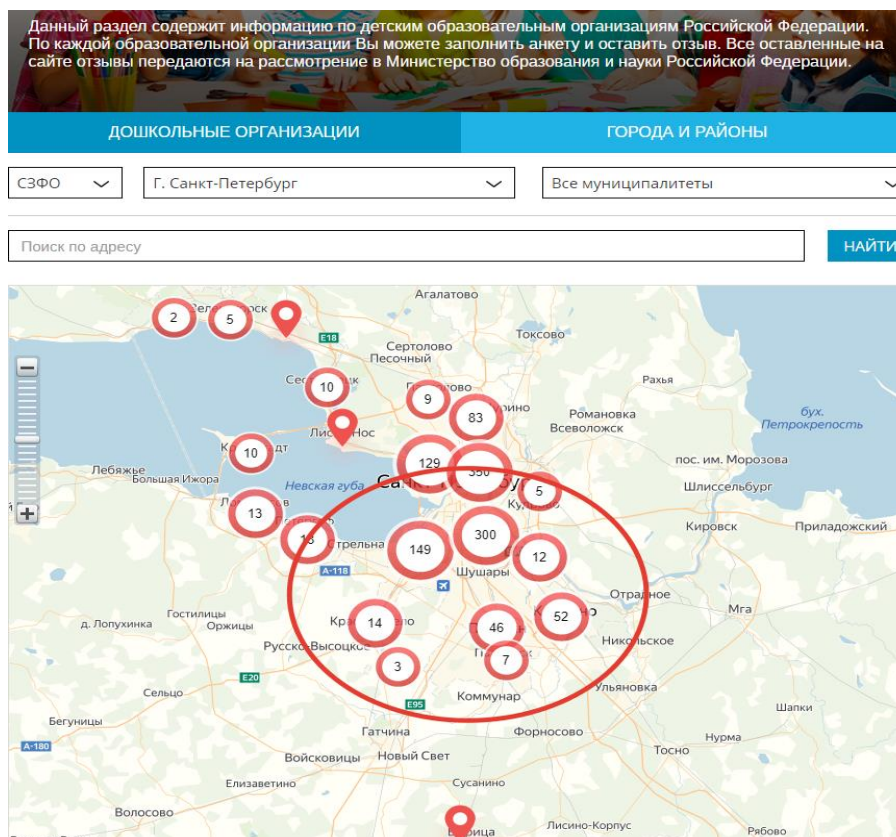 Данный раздел содержит информацию по детским образовательным организациям Российской Федерации.
По каждой образовательной организации Вы можете заполнить анкету и оставить отзыв. Все оставленные на
сайте отзывы передаются на рассмотрение в Министерство образования и науки Российской Федерации.
ДОШКОЛЬНЫЕ ОРГАНИЗАЦИИ
ГОРОДА И РАЙОНЫ
СЗФО
Г. Санкт-Петербург
Все муниципалитеты
Поиск по адресу
НАЙТИ
Агалатово
2
5
E18
Токсово
Сертолово
Песочный
10
Рахья
9
83
Романовка
Всеволожск
бух.
Петрокрепость
Нос
10
129
350
пос. им. Морозова
Лебяжье
Большая Ижора
Невская губа
5
Шлиссельбург
13
Кировск
Приладожский
Стрельна
149
300
12
А-118
Шушары
Отрадное
Мга
Гостилицы
д. Лопухинка
Оржицы
14
46
52
Никольское
3
7
E20
Сельцо
E95
Коммунар
Ульяновка
Шапки
Бегуницы
Гатчина
Форносово
Нурма
А-180
Войсковицы
Новый Свет
Тосно
Елизаветино
Сусанино
Волосово
Лисино-Корпус
Рябово